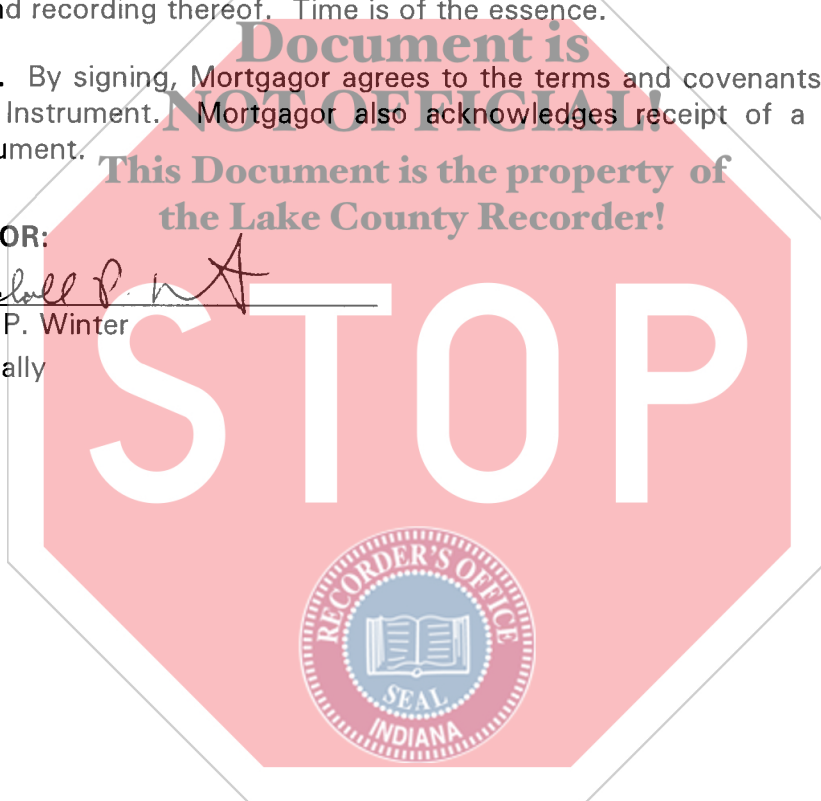 nd recording thereof. Time is of the essence.
Document is
. By signing, Mortgagor agrees to the terms and covenants
NOT OFFICIAL!
Instrument. Mortgagor also acknowledges receipt of a
ument.
This Document is the property of
the Lake County Recorder!
OR:
P. Winter
ally
STOP
RECORDER'S OFFICE
SEAL
INDIANA